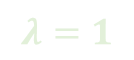 λ = 1